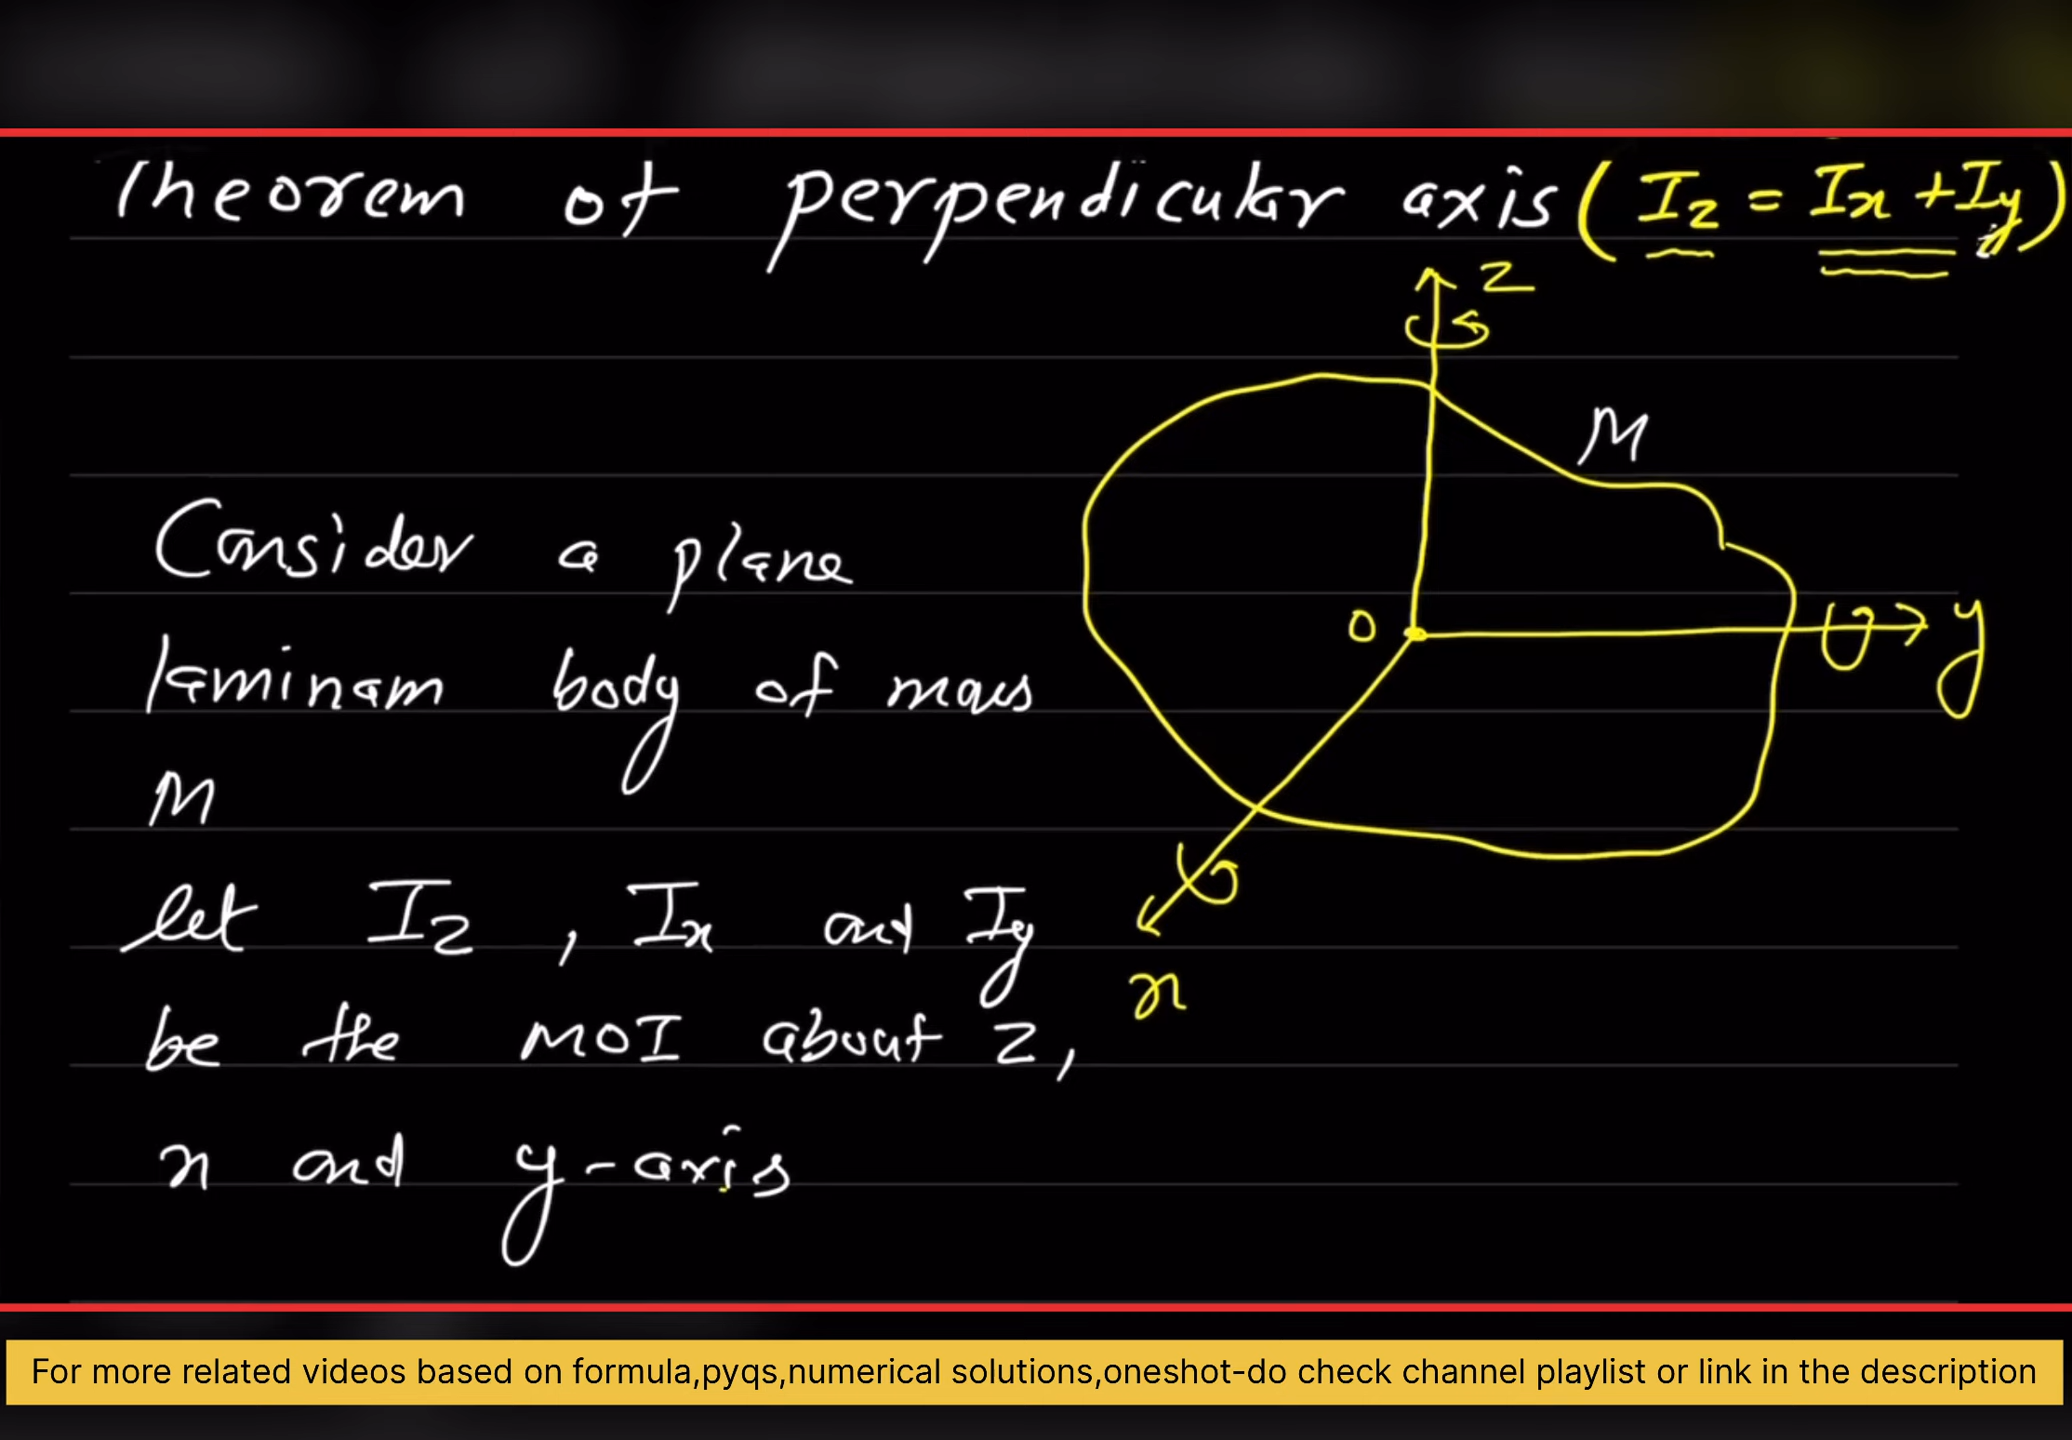 Theorem of perpendicular axis ( Iz = Ix + Iy )
z
M
Consider a plane
laminam body of mass
O
y
M
let Iz , Ix and Iy
x
be the MOI about z,
x and y-axis
For more related videos based on formula,pyqs,numerical solutions,oneshot-do check channel playlist or link in the description